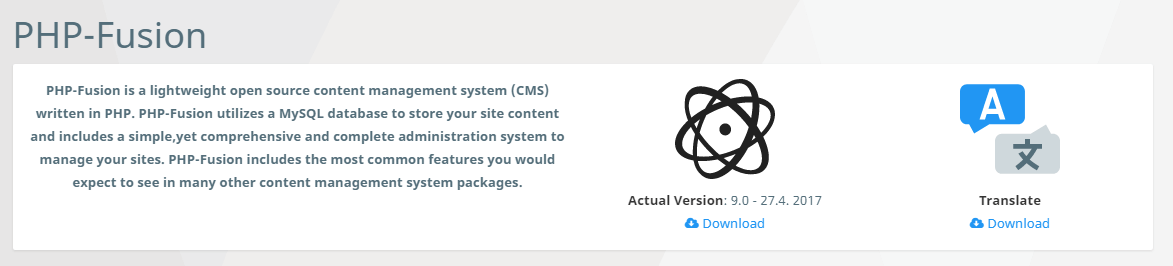 PHP-Fusion
PHP-Fusion is a lightweight open source content management system (CMS)
written in PHP. PHP-Fusion utilizes a MySQL database to store your site content
and includes a simple,yet comprehensive and complete administration system to
manage your sites. PHP-Fusion includes the most common features you would
expect to see in many other content management system packages.
Actual Version: 9.0 - 27.4. 2017
Download
A
文
Translate
Download